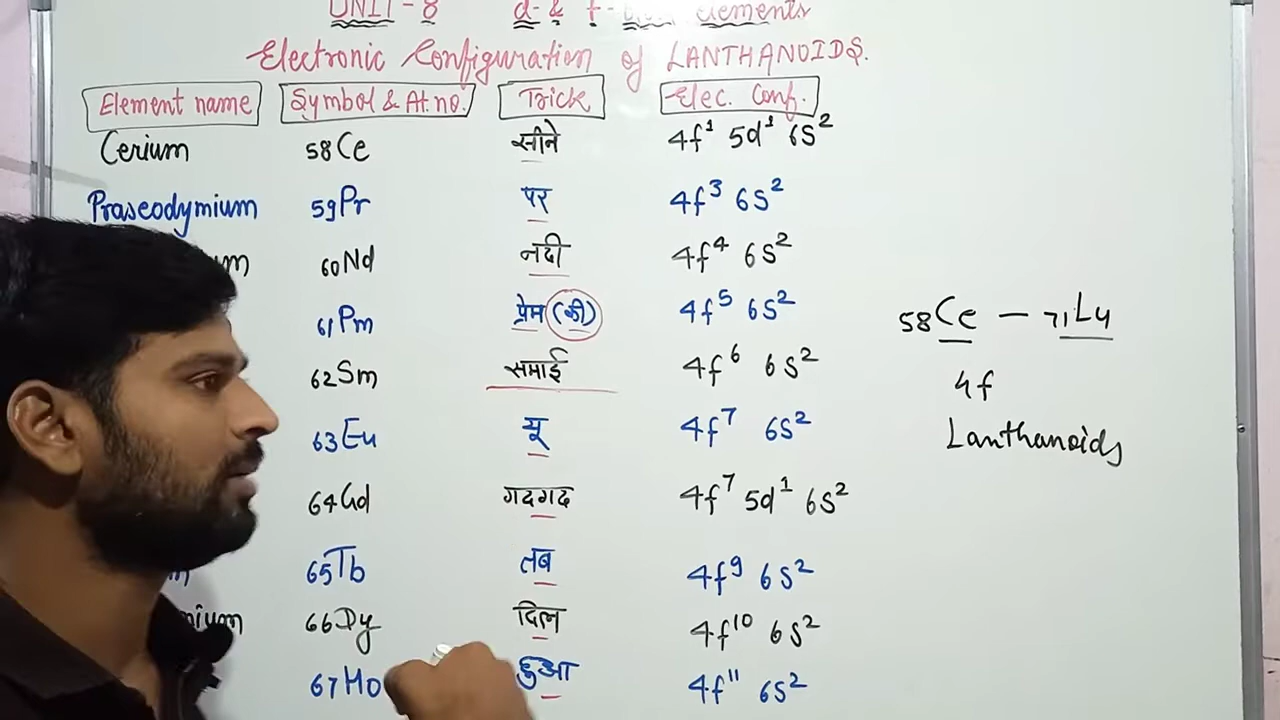 UNIT-8 d- & f- block elements
Electronic Configuration of LANTHANOIDS.
Element name Symbol & At.no. Trick Elec. Conf.
Cerium 58Ce सीने 4f¹ 5d¹ 6S²
Praseodymium 59Pr पर 4f³ 6S²
60Nd नदी 4f⁴ 6S²
61Pm प्रेम (की) 4f⁵ 6S²
62Sm समाई 4f⁶ 6S²
63Eu यू 4f⁷ 6S²
64Gd गदगद 4f⁷ 5d¹ 6S²
65Tb तब 4f⁹ 6S²
66Dy दिल 4f¹⁰ 6S²
67Ho हुआ 4f¹¹ 6S²
58Ce — 71Lu
4f
Lanthanoids